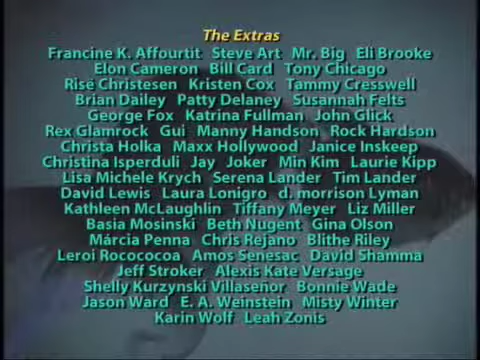 The Extras
Francine K. Affourtit Steve Art Mr. Big Eli Brooke
Elon Cameron Bill Card Tony Chicago
Risë Christesen Kristen Cox Tammy Cresswell
Brian Dailey Patty Delaney Susannah Felts
George Fox Katrina Fullman John Glick
Rex Glamrock Gui Manny Handson Rock Hardson
Christa Holka Maxx Hollywood Janice Inskeep
Christina Isperduli Jay Joker Min Kim Laurie Kipp
Lisa Michele Krych Serena Lander Tim Lander
David Lewis Laura Lonigro d. morrison Lyman
Kathleen McLaughlin Tiffany Meyer Liz Miller
Basia Mosinski Beth Nugent Gina Olson
Márcia Penna Chris Rejano Blithe Riley
Leroi Rocococoa Amos Senesac David Shamma
Jeff Stroker Alexis Kate Versage
Shelly Kurzynski Villaseñor Bonnie Wade
Jason Ward E. A. Weinstein Misty Winter
Karin Wolf Leah Zonis